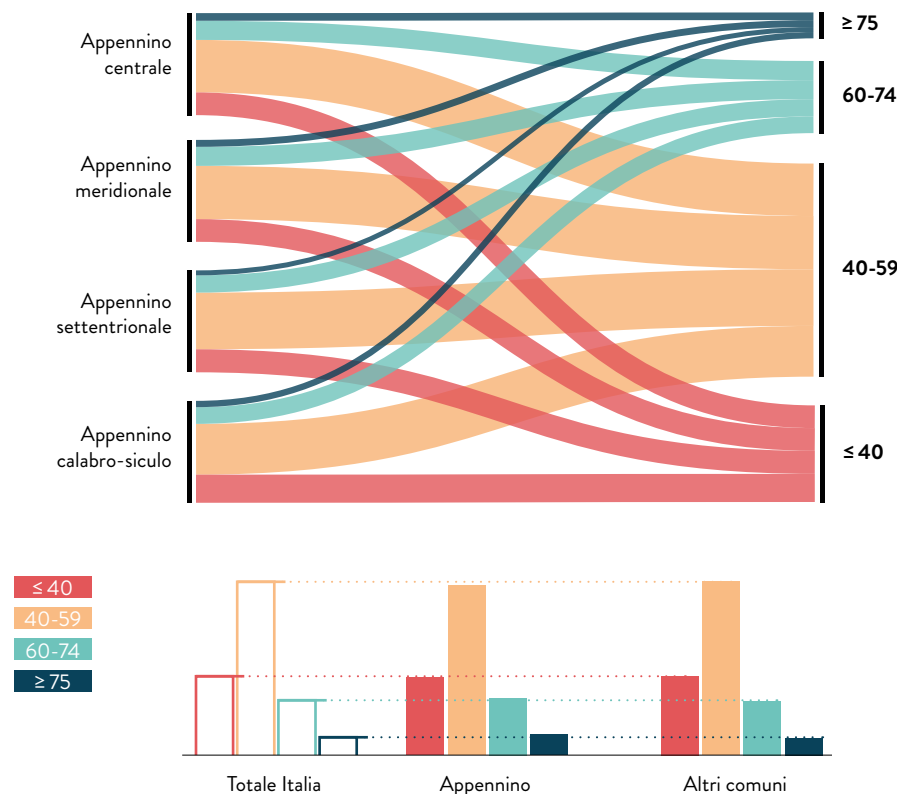 Appennino
centrale
Appennino
meridionale
Appennino
settentrionale
Appennino
calabro-siculo
≥ 75
60-74
40-59
≤ 40
≤ 40
40-59
60-74
≥ 75
Totale Italia
Appennino
Altri comuni